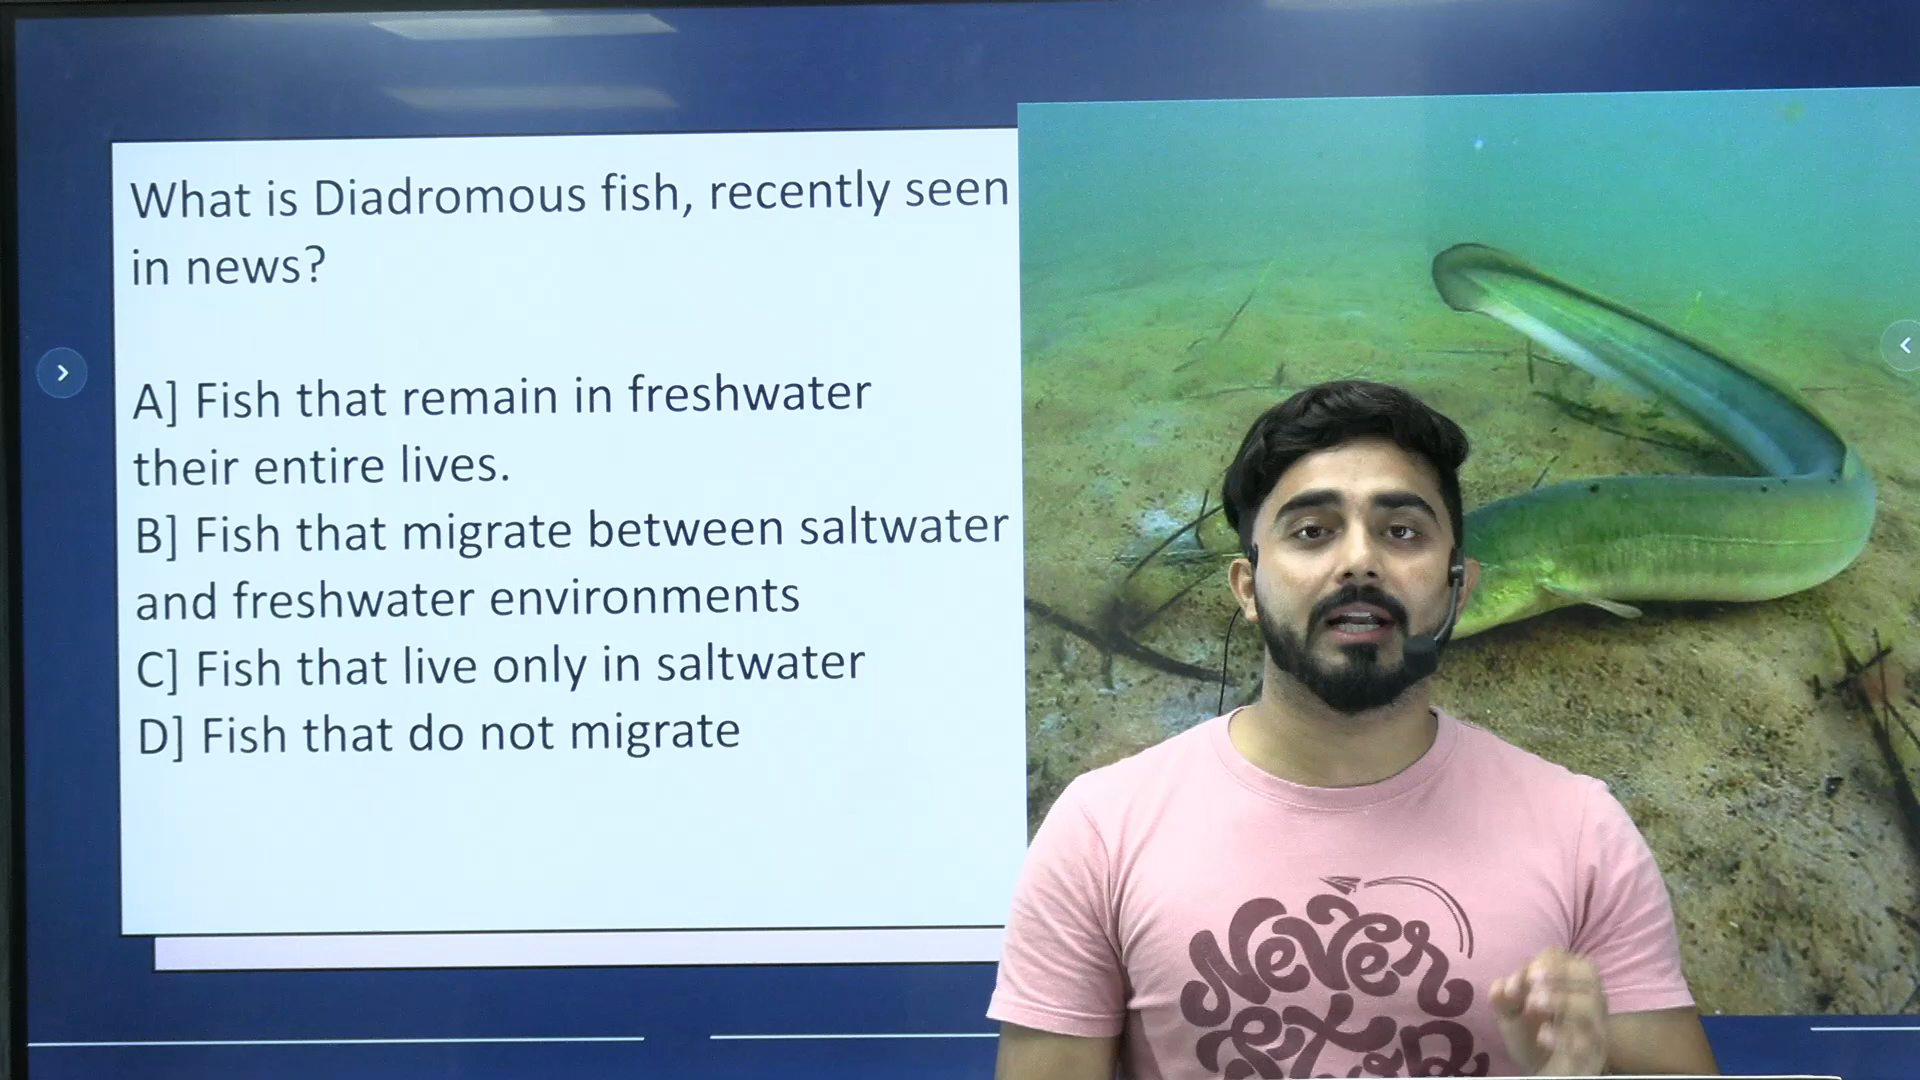 What is Diadromous fish, recently seen
in news?
A] Fish that remain in freshwater
their entire lives.
B] Fish that migrate between saltwater
and freshwater environments
C] Fish that live only in saltwater
D] Fish that do not migrate
Never